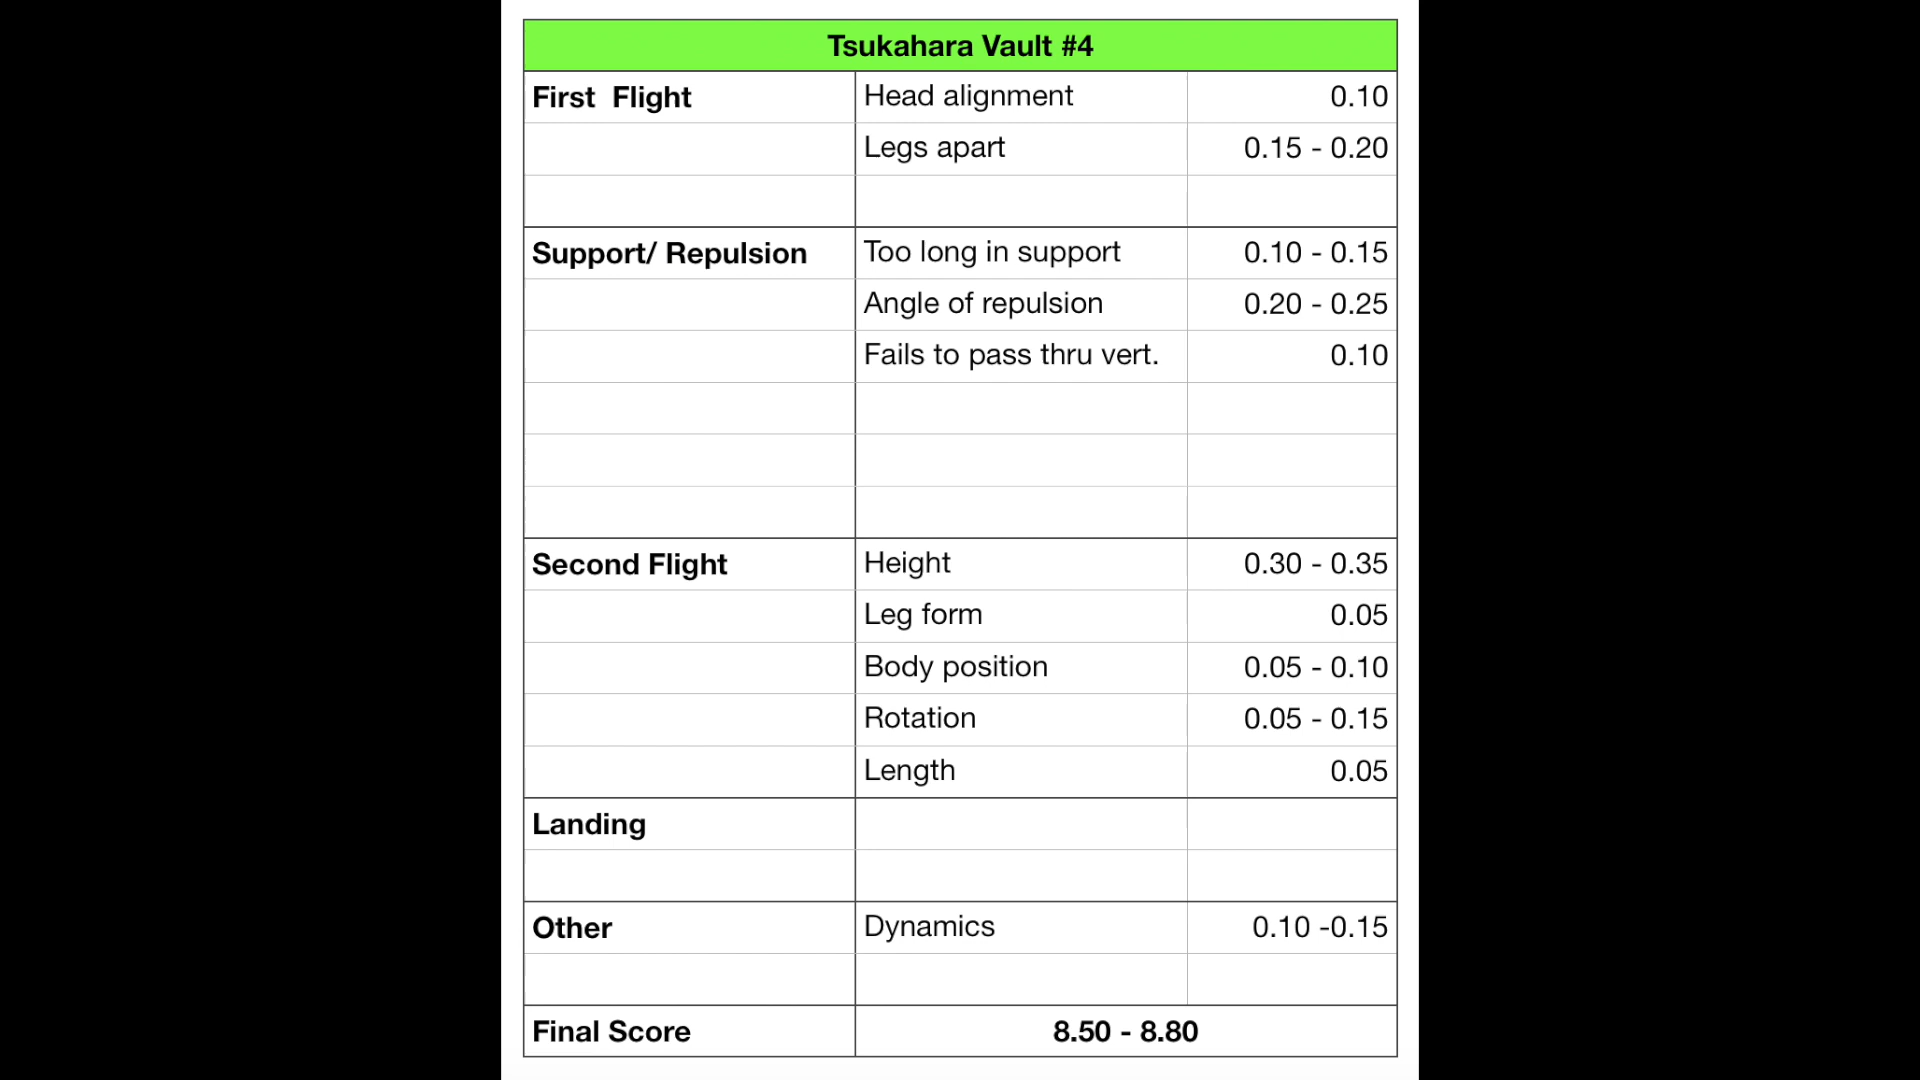 Tsukahara Vault #4
First Flight Head alignment 0.10
Legs apart 0.15 - 0.20
Support/ Repulsion Too long in support 0.10 - 0.15
Angle of repulsion 0.20 - 0.25
Fails to pass thru vert. 0.10
Second Flight Height 0.30 - 0.35
Leg form 0.05
Body position 0.05 - 0.10
Rotation 0.05 - 0.15
Length 0.05
Landing
Other Dynamics 0.10 -0.15
Final Score 8.50 - 8.80